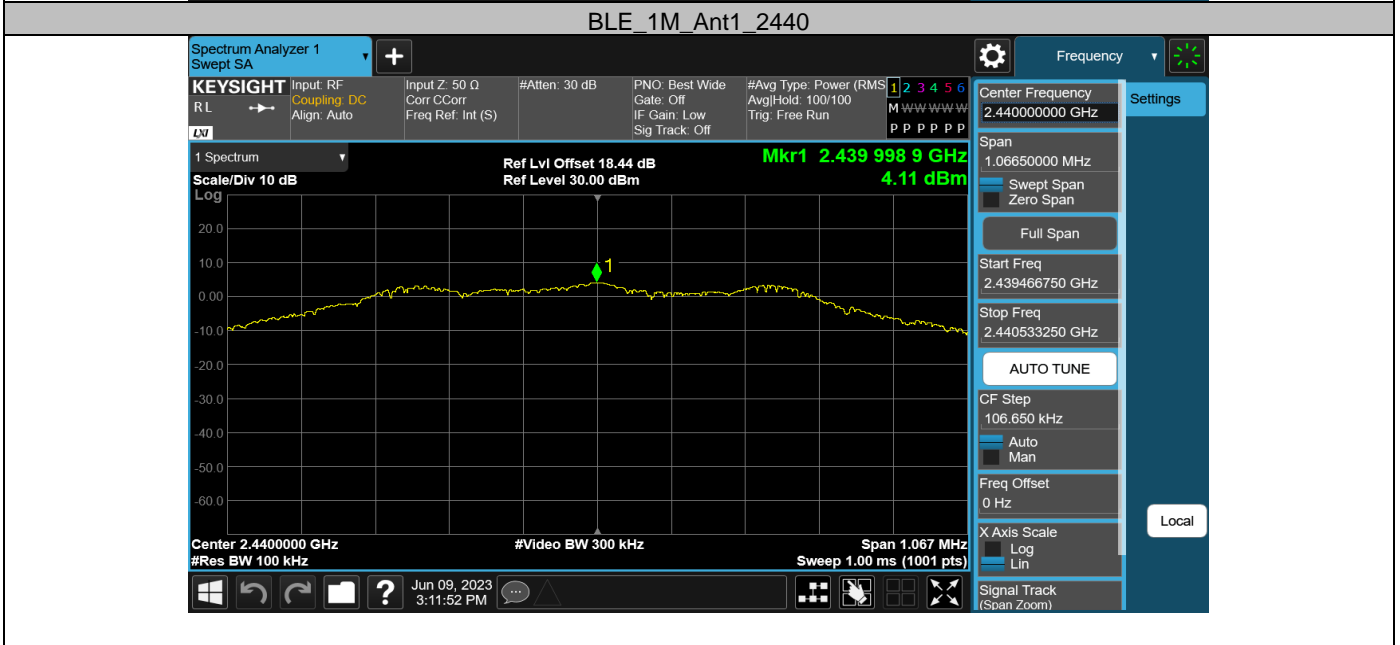 BLE_1M_Ant1_2440
Spectrum Analyzer 1
Swept SA
+
Frequency
KEYSIGHT
RL
LXI
Input: RF
Coupling: DC
Align: Auto
Input Z: 50 Ω
Corr CCorr
Freq Ref: Int (S)
#Atten: 30 dB
PNO: Best Wide
Gate: Off
IF Gain: Low
Sig Track: Off
#Avg Type: Power (RMS
Avg|Hold: 100/100
Trig: Free Run
1 2 3 4 5 6
M W W W W W
P P P P P P
1 Spectrum
Scale/Div 10 dB
Log
Ref Lvl Offset 18.44 dB
Ref Level 30.00 dBm
Mkr1 2.439 998 9 GHz
4.11 dBm
20.0
10.0
0.00
-10.0
-20.0
-30.0
-40.0
-50.0
-60.0
1
Center 2.4400000 GHz
#Res BW 100 kHz
#Video BW 300 kHz
Span 1.067 MHz
Sweep 1.00 ms (1001 pts)
Center Frequency
2.440000000 GHz
Span
1.06650000 MHz
Swept Span
Zero Span
Full Span
Start Freq
2.439466750 GHz
Stop Freq
2.440533250 GHz
AUTO TUNE
CF Step
106.650 kHz
Auto
Man
Freq Offset
0 Hz
X Axis Scale
Log
Lin
Signal Track
(Span Zoom)
Settings
Local
?
Jun 09, 2023
3:11:52 PM